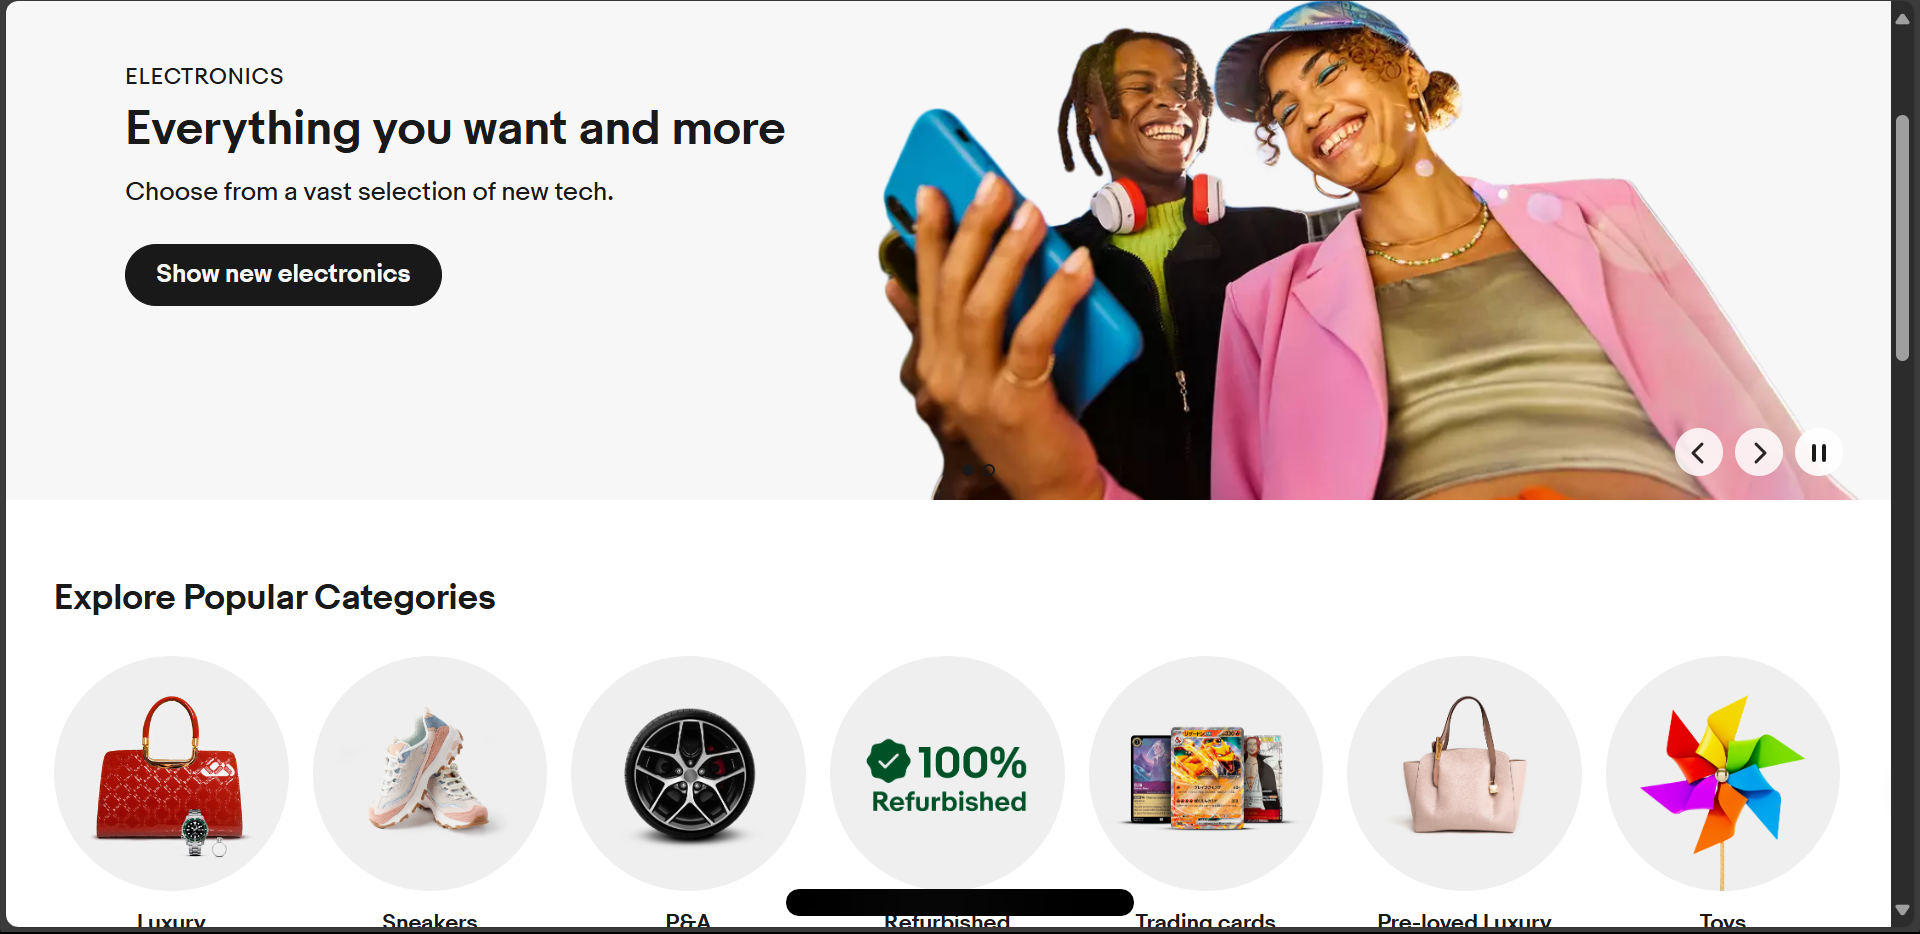 ELECTRONICS
Everything you want and more
Choose from a vast selection of new tech.
Show new electronics
Explore Popular Categories
100%
Refurbished
Luxury
Sneakers
P&A
Refurbished
Trading cards
Pre-loved Luxury
Toys